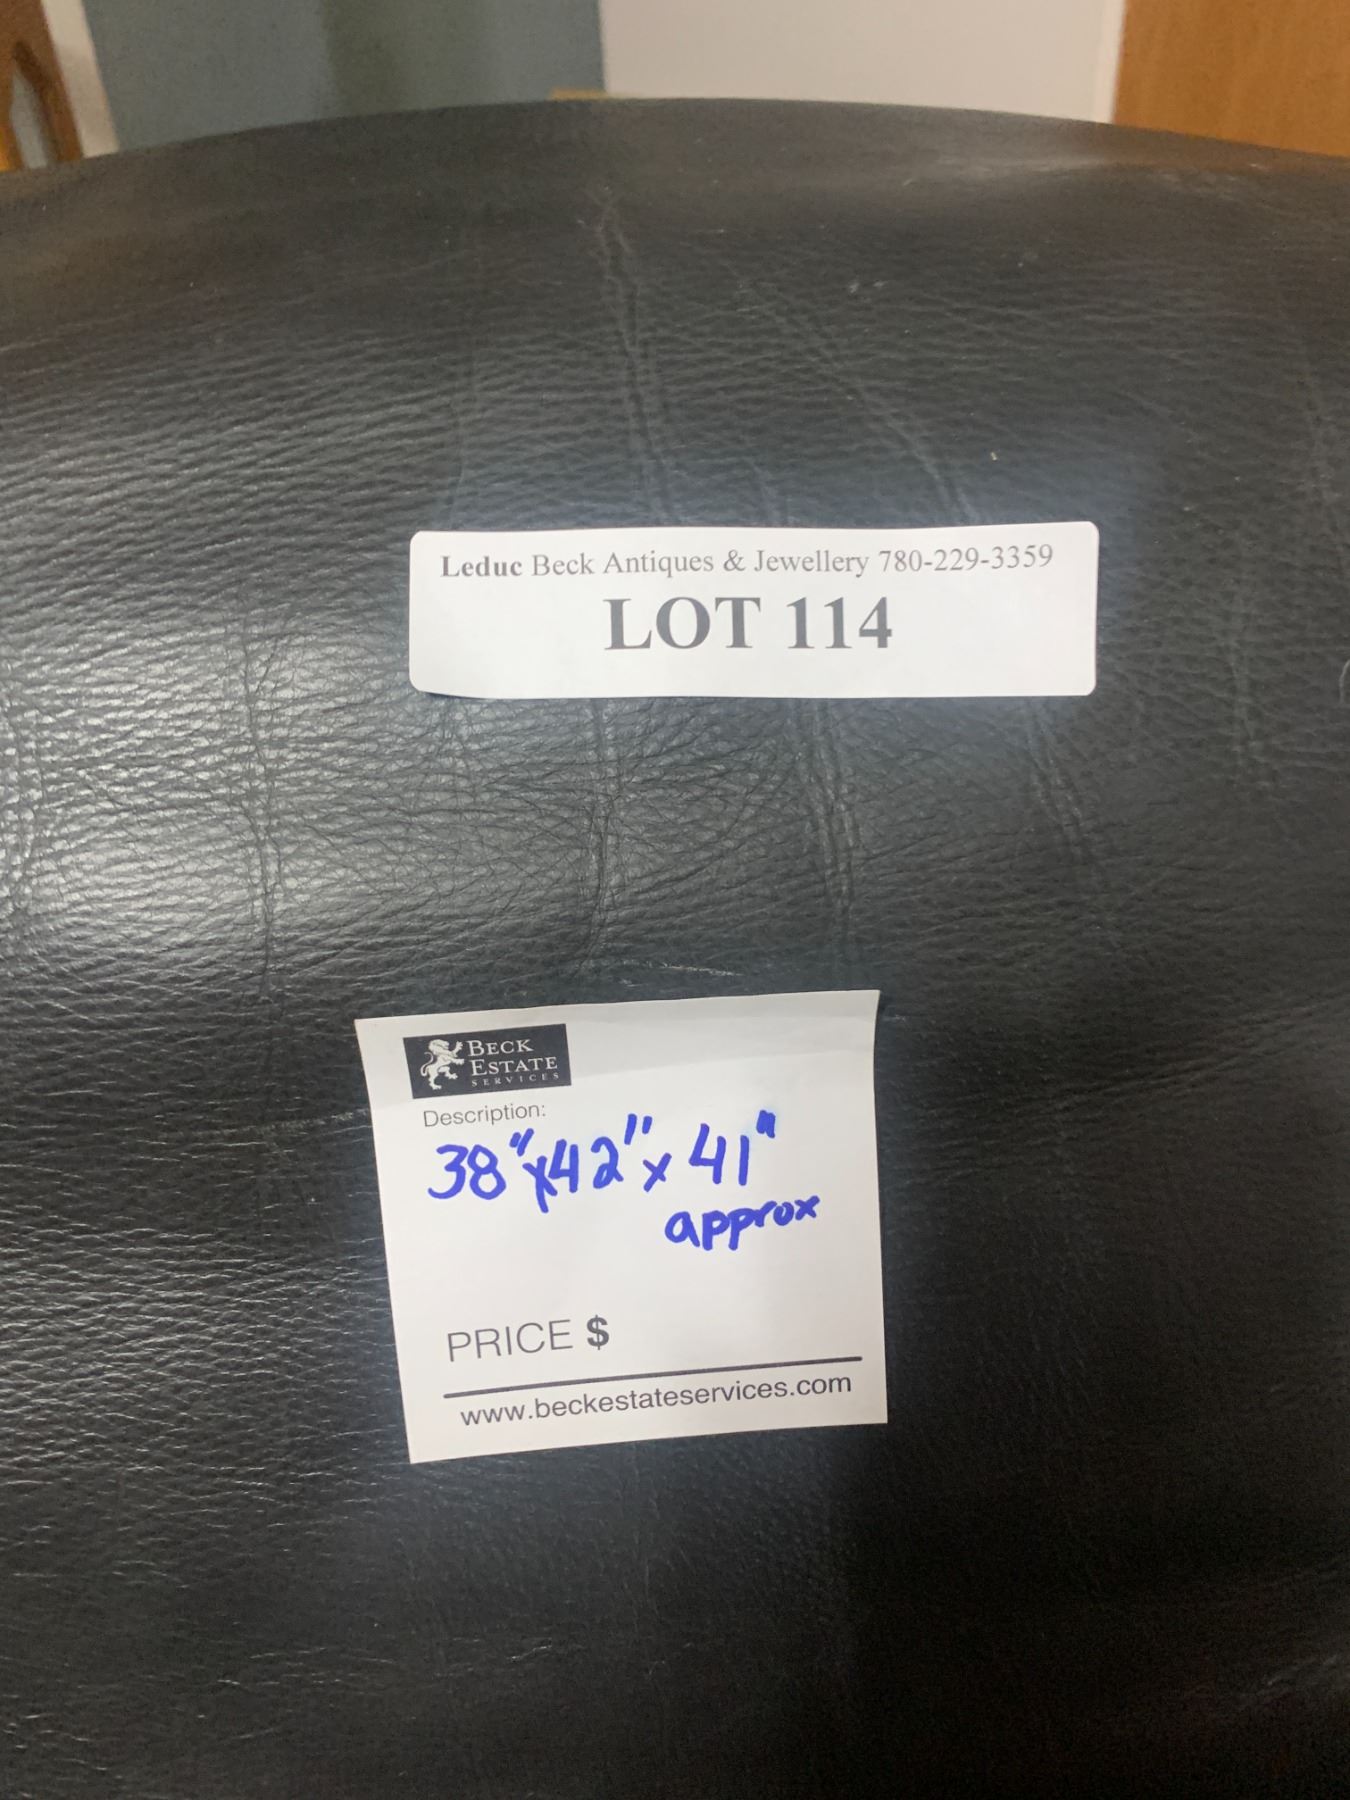 Leduc Beck Antiques & Jewellery 780-229-3359
LOT 114
BECK
ESTATE
SERVICES
Description:
38"x42"x 41"
approx
PRICE $
www.beckestateservices.com